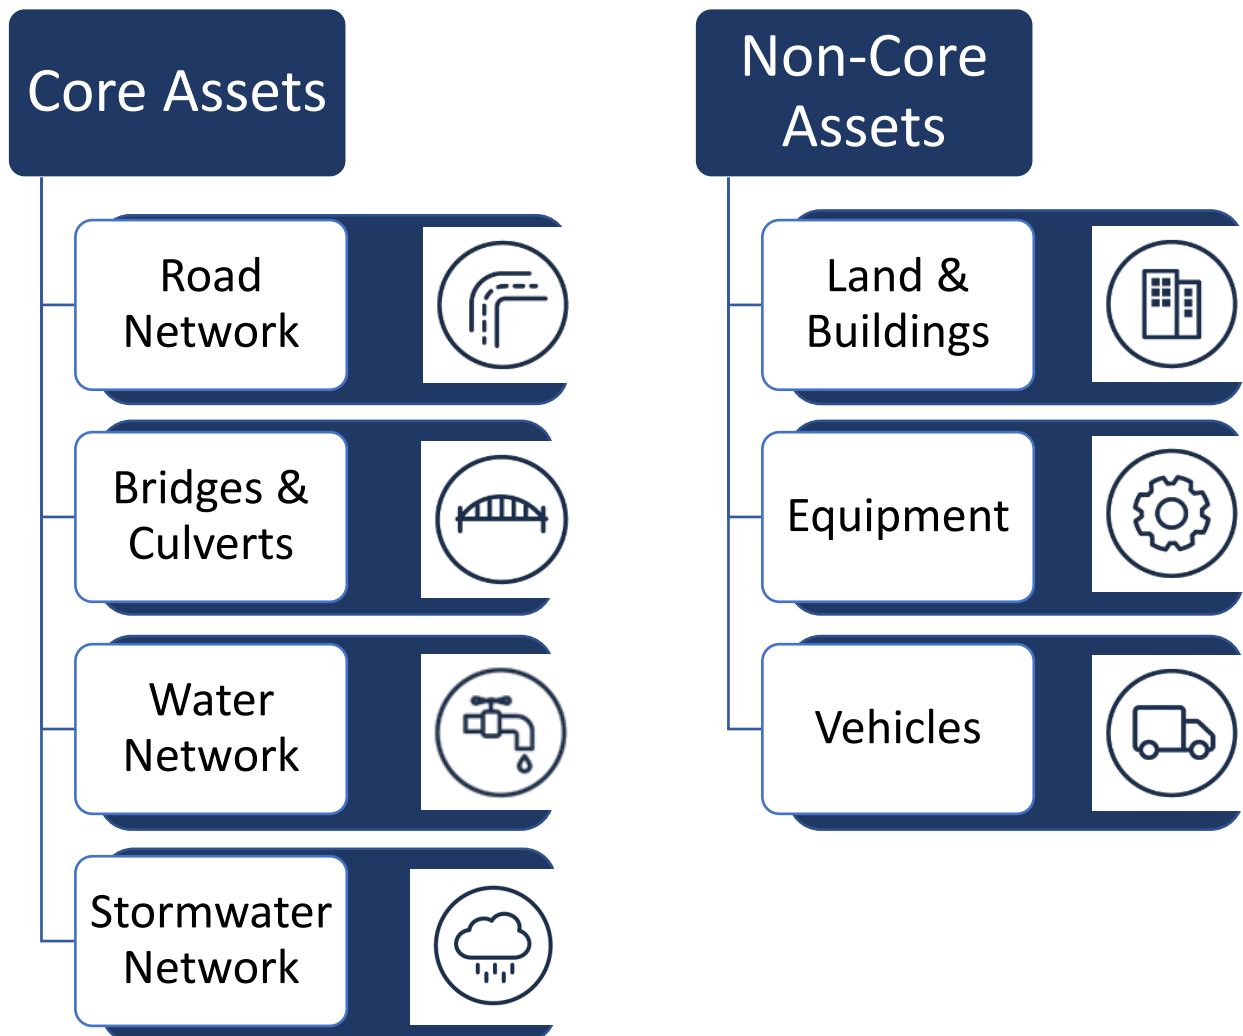 Core Assets
Road
Network
Bridges &
Culverts
Water
Network
Stormwater
Network
Non-Core
Assets
Land &
Buildings
Equipment
Vehicles